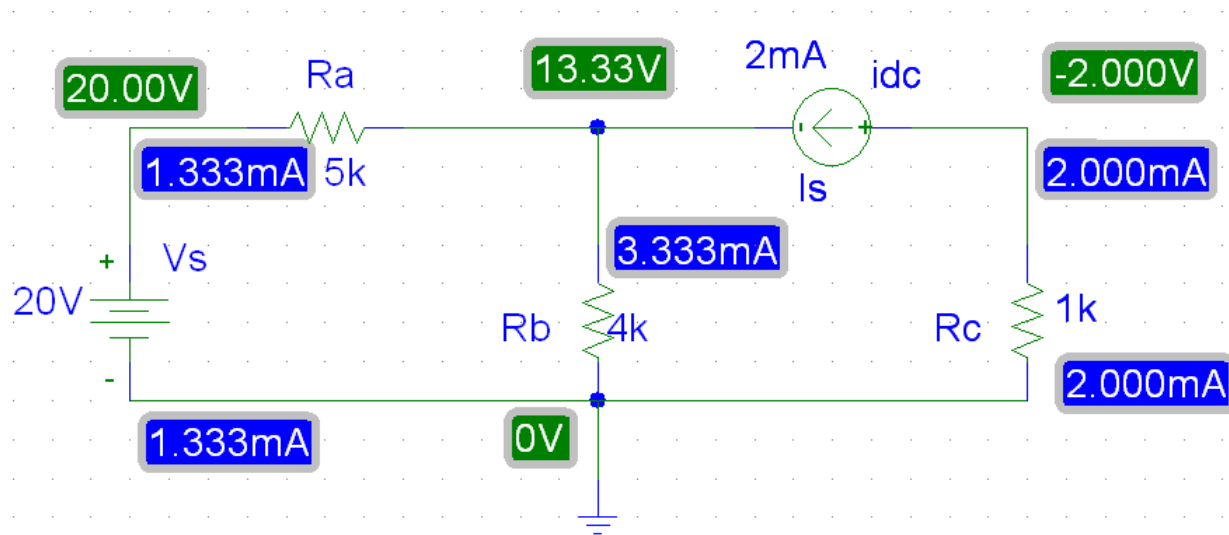 2mA
13.33V
-2.000V
20.00V
Ra
idc
1.333mA
5k
-
+
2.000mA
Is
+
Vs
3.333mA
20V
Rb
4k
Rc
1k
-
2.000mA
1.333mA
0V